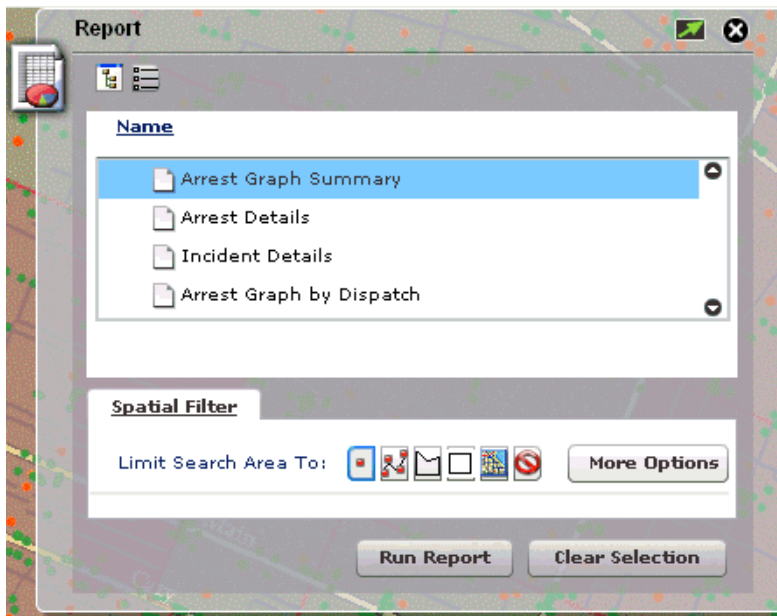 Report
Name
Arrest Graph Summary
Arrest Details
Incident Details
Arrest Graph by Dispatch
Spatial Filter
Limit Search Area To:
More Options
Run Report
Clear Selection